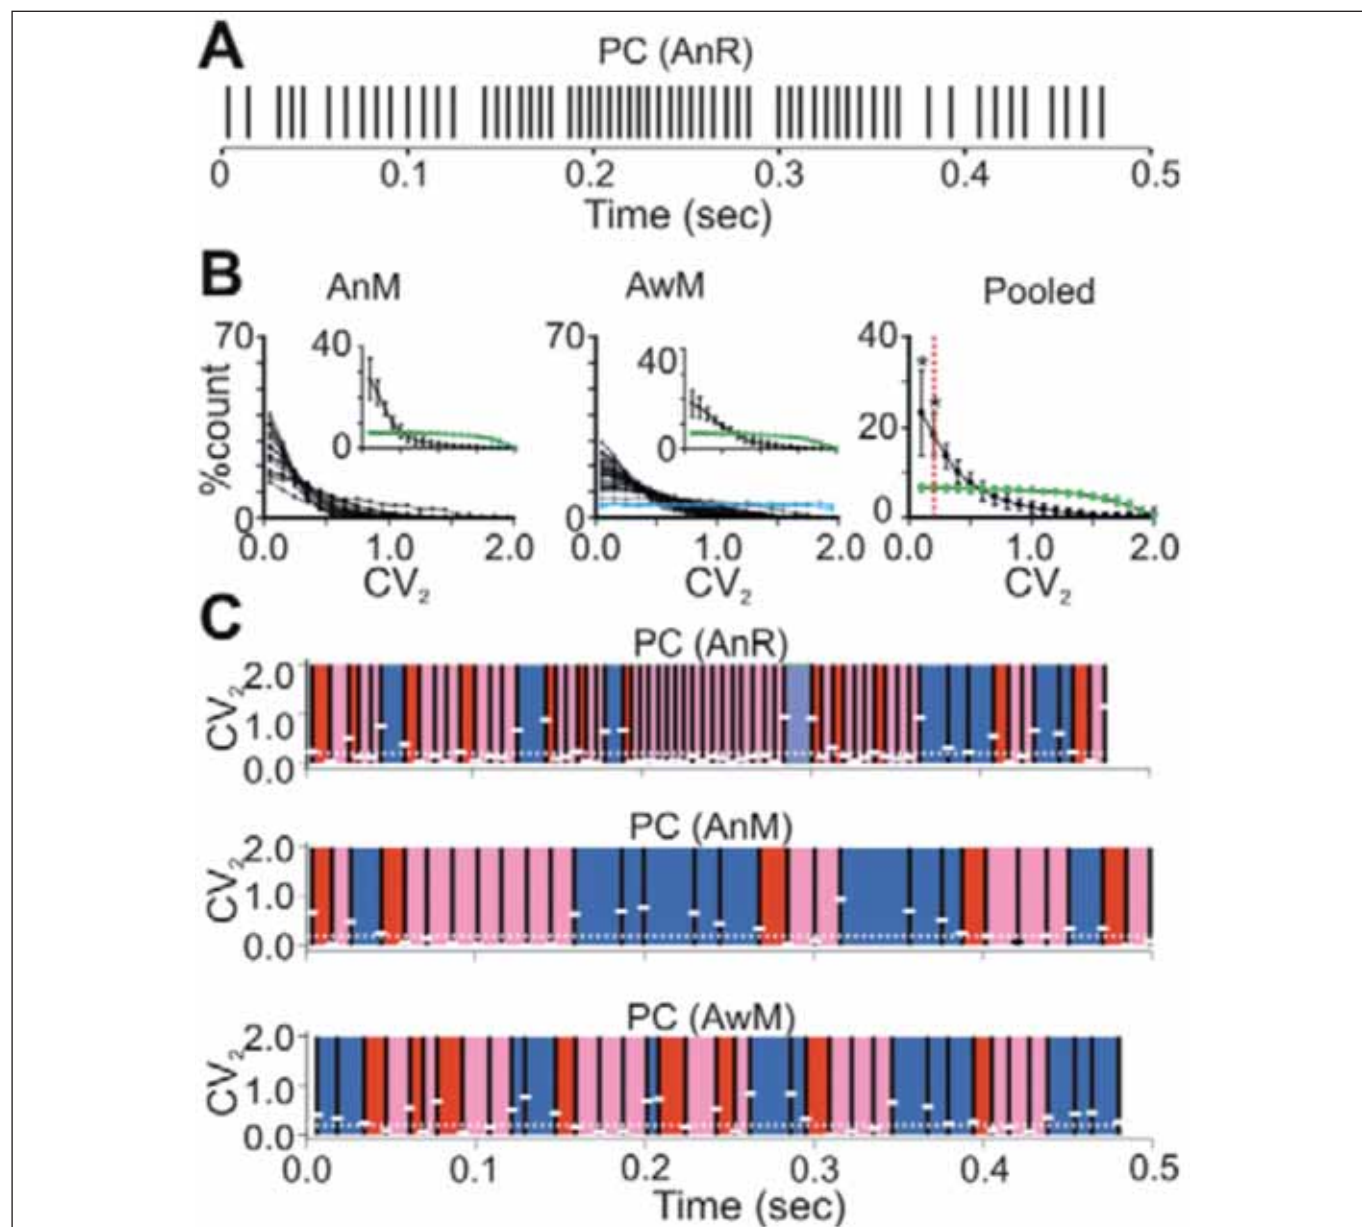 A
PC (AnR)
0 0.1 0.2 0.3 0.4 0.5
Time (sec)
B
AnM AwM Pooled
70 40 70 40 40
%count
20
0 0 0 0 0
0.0 1.0 2.0 0.0 1.0 2.0 0.0 1.0 2.0
CV₂ CV₂ CV₂
* *
C
PC (AnR)
CV₂
2.0
1.0
0.0
PC (AnM)
CV₂
2.0
1.0
0.0
PC (AwM)
CV₂
2.0
1.0
0.0
0.0 0.1 0.2 0.3 0.4 0.5
Time (sec)